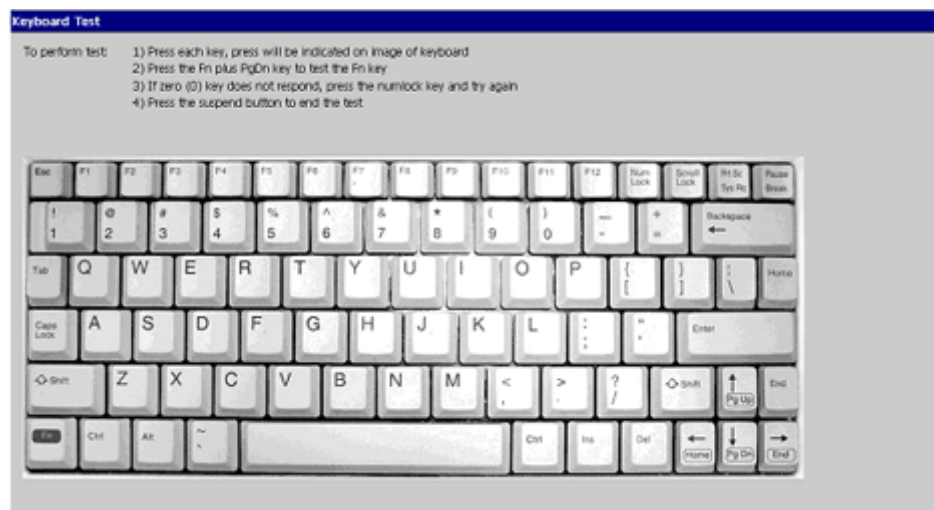 Keyboard Test
To perform test: 1) Press each key, press will be indicated on image of keyboard
2) Press the Fn plus PgDn key to test the Fn key
3) If zero (0) key does not respond, press the numlock key and try again
4) Press the suspend button to end the test
Esc F1 F2 F3 F4 F5 F6 F7 F8 F9 F10 F11 F12 Num Lock Scroll Lock Prt Sc Sys Rq Pause Break
! 1 @ 2 # 3 $ 4 % 5 ^ 6 & 7 * 8 ( 9 ) 0 — - + = Backspace ←
Tab Q W E R T Y U I O P { [ } ] ¦ \ Home
Caps Lock A S D F G H J K L : ; " ' Enter
Shift Z X C V B N M < , > . ? / Shift ↑ Pg Up End
Fn Ctrl Alt ~ ` Ctrl Ins Del ← Home ↓ Pg Dn → End